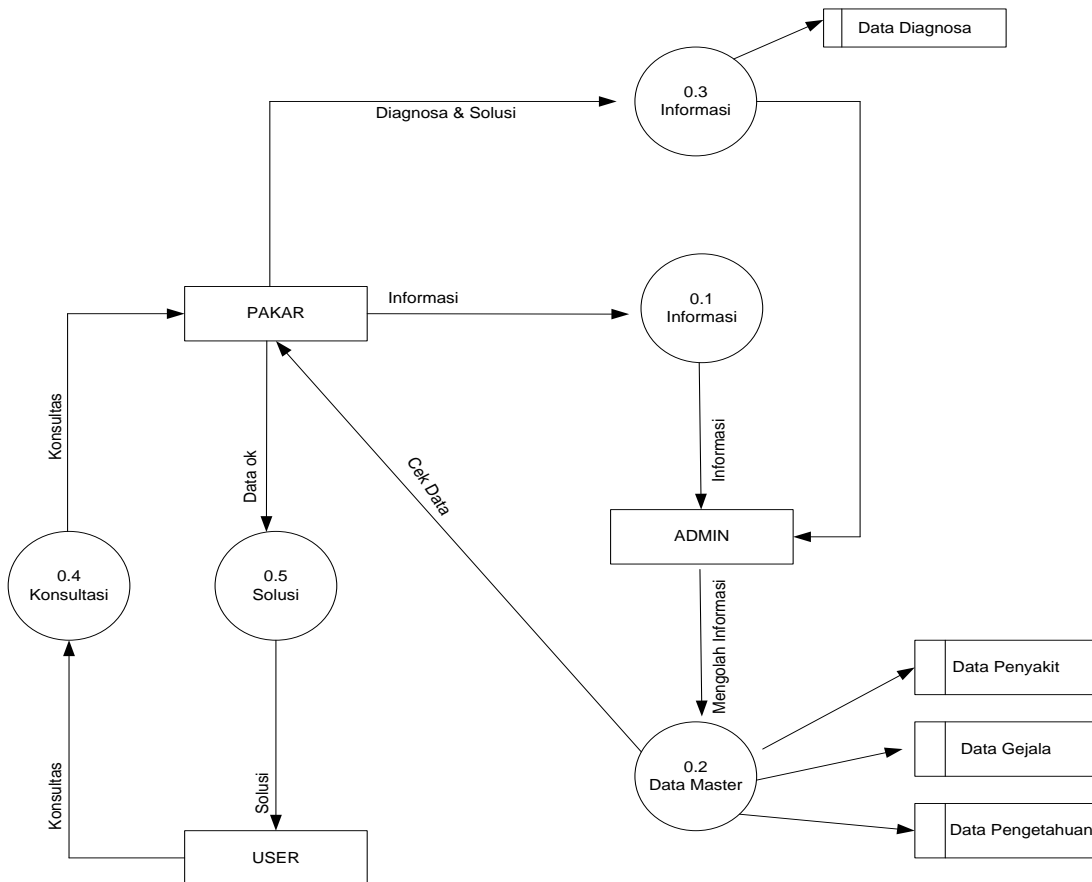 Data Diagnosa
0.3
Informasi
Diagnosa & Solusi
PAKAR
Informasi
0.1
Informasi
Konsultas
Data ok
Cek Data
Informasi
ADMIN
0.4
Konsultasi
0.5
Solusi
Mengolah Informasi
Data Penyakit
Data Gejala
0.2
Data Master
Data Pengetahuan
Konsultas
Solusi
USER